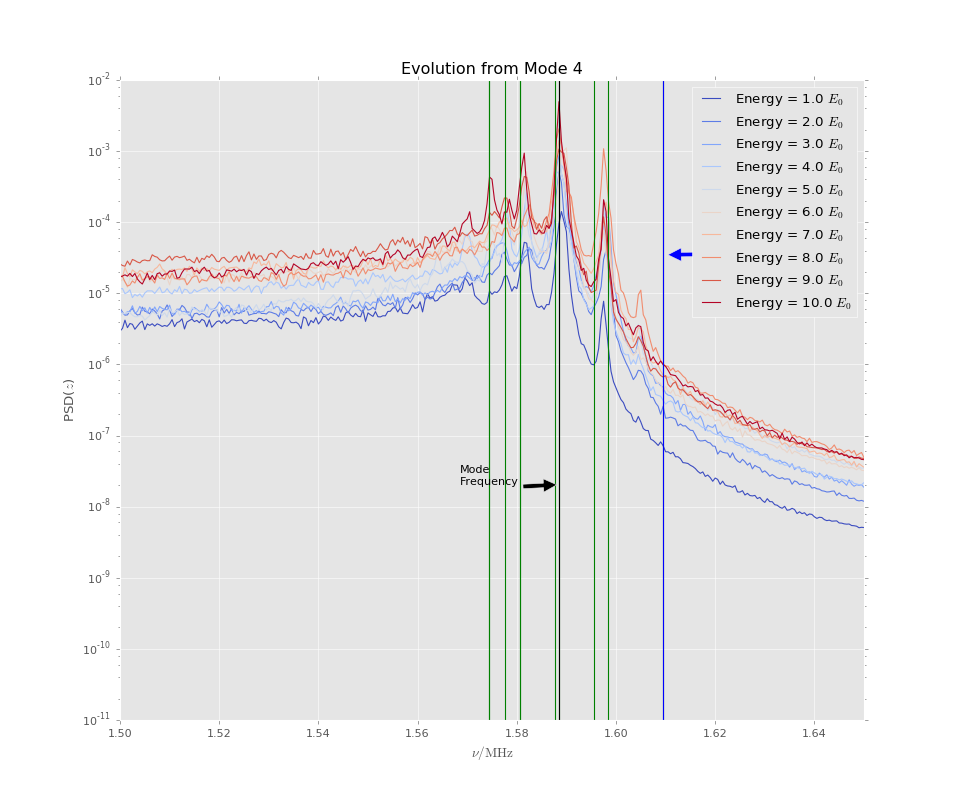 Evolution from Mode 4
10⁻²
10⁻³
10⁻⁴
10⁻⁵
10⁻⁶
10⁻⁷
10⁻⁸
10⁻⁹
10⁻¹⁰
10⁻¹¹
PSD(z)
Energy = 1.0 E₀
Energy = 2.0 E₀
Energy = 3.0 E₀
Energy = 4.0 E₀
Energy = 5.0 E₀
Energy = 6.0 E₀
Energy = 7.0 E₀
Energy = 8.0 E₀
Energy = 9.0 E₀
Energy = 10.0 E₀
Mode
Frequency
1.50 1.52 1.54 1.56 1.58 1.60 1.62 1.64
ν/MHz